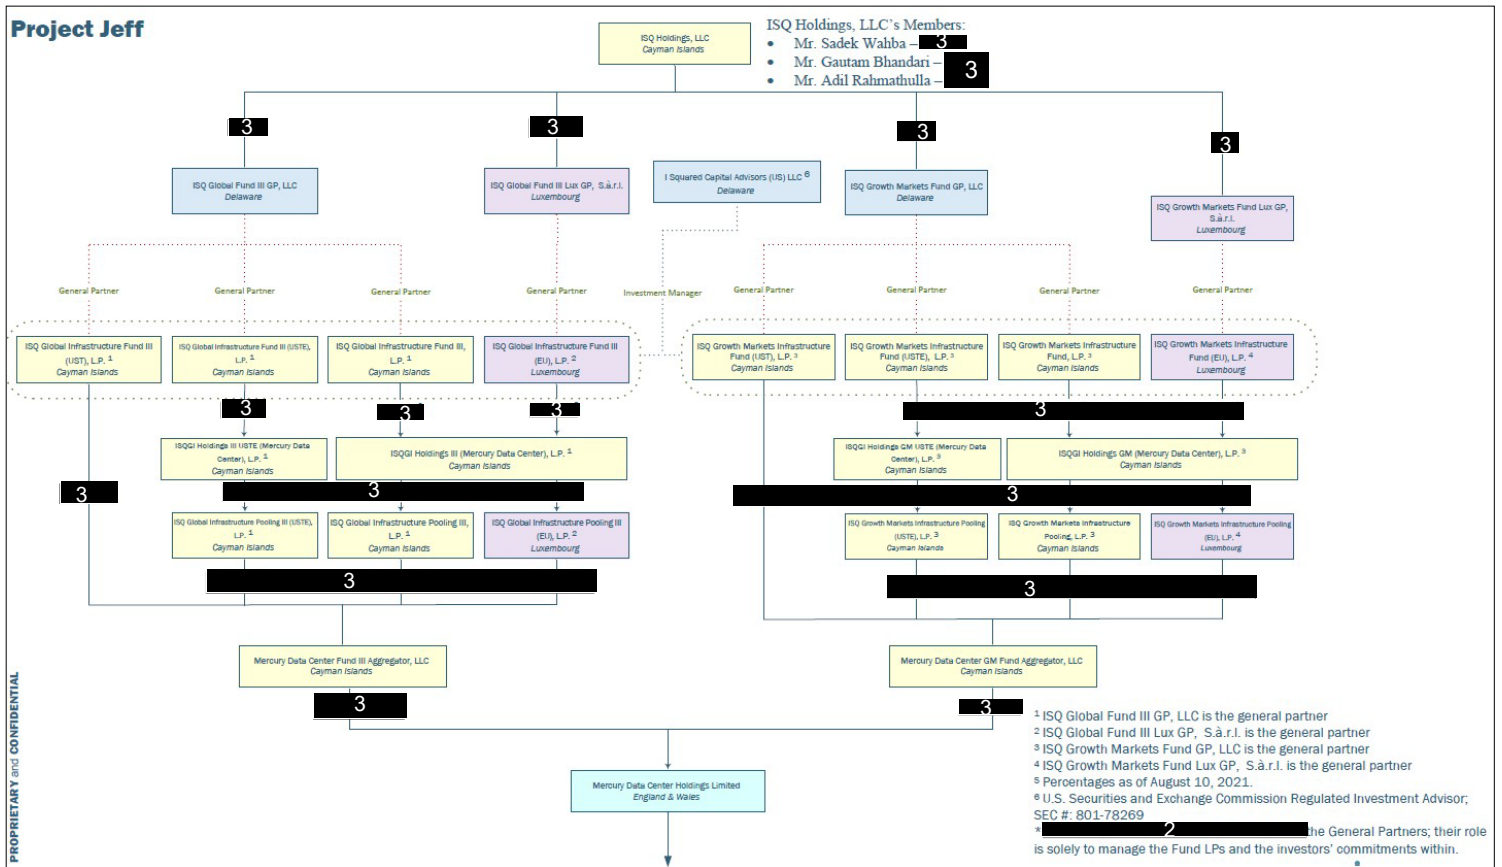 Project Jeff
ISQ Holdings, LLC
Cayman Islands
ISQ Holdings, LLC's Members:
• Mr. Sadek Wahba – 3
• Mr. Gautam Bhandari – 3
• Mr. Adil Rahmathulla –
3
3
3
3
ISQ Global Fund III GP, LLC
Delaware
ISQ Global Fund III Lux GP, S.à.r.l.
Luxembourg
I Squared Capital Advisors (US) LLC 6
Delaware
ISQ Growth Markets Fund GP, LLC
Delaware
ISQ Growth Markets Fund Lux GP,
S.à.r.l.
Luxembourg
General Partner
General Partner
General Partner
General Partner
Investment Manager
General Partner
General Partner
General Partner
General Partner
ISQ Global Infrastructure Fund III
(UST), L.P. 1
Cayman Islands
ISQ Global Infrastructure Fund III (USTE),
L.P. 1
Cayman Islands
ISQ Global Infrastructure Fund III,
L.P. 1
Cayman Islands
ISQ Global Infrastructure Fund III
(EU), L.P. 2
Luxembourg
ISQ Growth Markets Infrastructure
Fund (UST), L.P. 3
Cayman Islands
ISQ Growth Markets Infrastructure
Fund (USTE), L.P. 3
Cayman Islands
ISQ Growth Markets Infrastructure
Fund, L.P. 3
Cayman Islands
ISQ Growth Markets Infrastructure
Fund (EU), L.P. 4
Luxembourg
3
3
3
3
ISQGI Holdings III USTE (Mercury Data
Center), L.P. 1
Cayman Islands
ISQGI Holdings III (Mercury Data Center), L.P. 1
Cayman Islands
ISQGI Holdings GM USTE (Mercury Data
Center), L.P. 3
Cayman Islands
ISQGI Holdings GM (Mercury Data Center), L.P. 3
Cayman Islands
3
3
3
ISQ Global Infrastructure Pooling III (USTE),
L.P. 1
Cayman Islands
ISQ Global Infrastructure Pooling III,
L.P. 1
Cayman Islands
ISQ Global Infrastructure Pooling III
(EU), L.P. 2
Luxembourg
ISQ Growth Markets Infrastructure Pooling
(USTE), L.P. 3
Cayman Islands
ISQ Growth Markets Infrastructure
Pooling, L.P. 3
Cayman Islands
ISQ Growth Markets Infrastructure Pooling
(EU), L.P. 4
Luxembourg
3
3
Mercury Data Center Fund III Aggregator, LLC
Cayman Islands
Mercury Data Center GM Fund Aggregator, LLC
Cayman Islands
3
3
Mercury Data Center Holdings Limited
England & Wales
1 ISQ Global Fund III GP, LLC is the general partner
2 ISQ Global Fund III Lux GP, S.à.r.l. is the general partner
3 ISQ Growth Markets Fund GP, LLC is the general partner
4 ISQ Growth Markets Fund Lux GP, S.à.r.l. is the general partner
5 Percentages as of August 10, 2021.
6 U.S. Securities and Exchange Commission Regulated Investment Advisor;
SEC #: 801-78269
* 2 the General Partners; their role
is solely to manage the Fund LPs and the investors' commitments within.
PROPRIETARY and CONFIDENTIAL